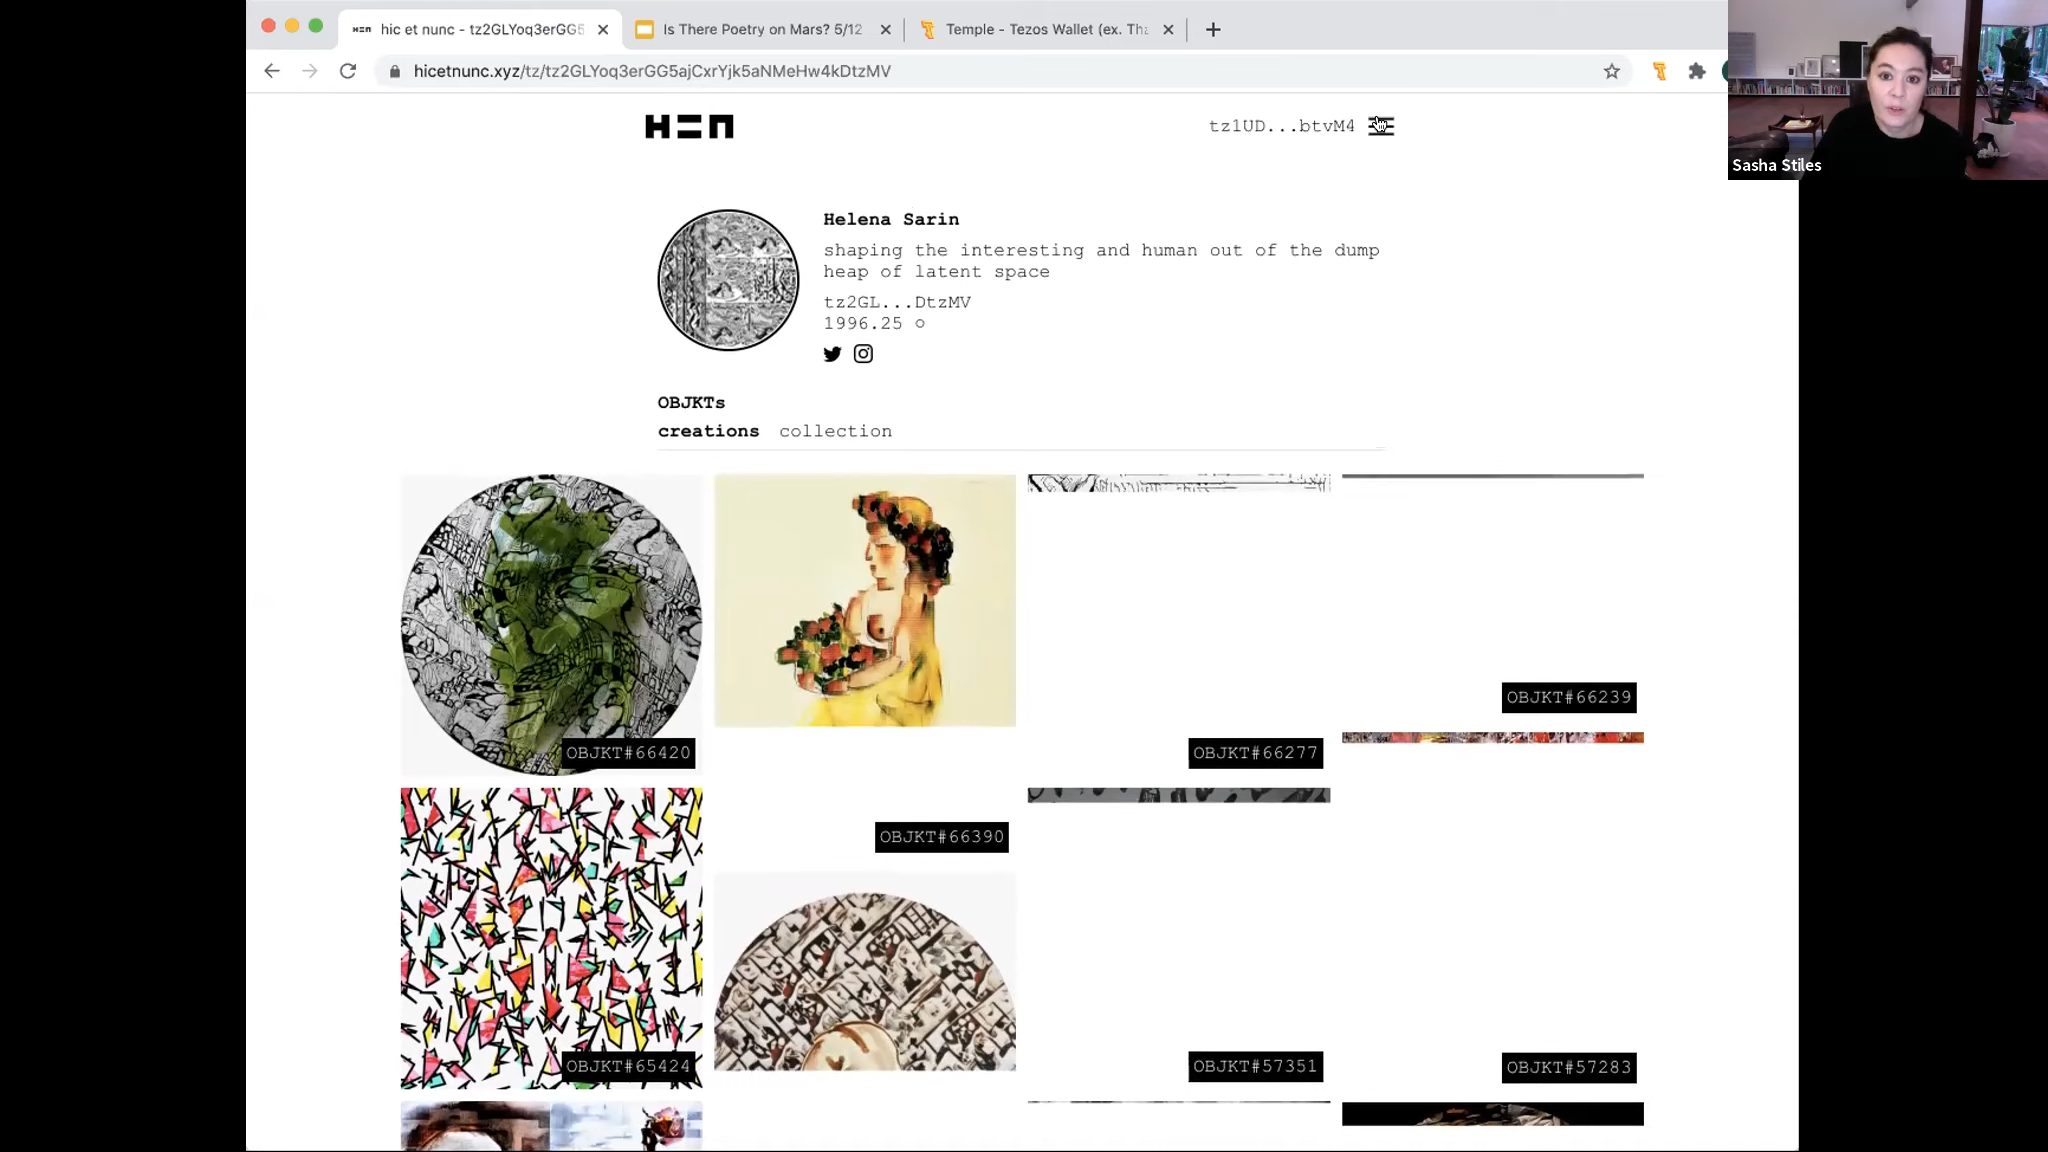 hic et nunc - tz2GLYoq3erGG5
Is There Poetry on Mars? 5/12
Temple - Tezos Wallet (ex. Tha
hicetnunc.xyz/tz/tz2GLYoq3erGG5ajCxrYjk5aNMeHw4kDtzMV
Sasha Stiles
tz1UD...btvM4
Helena Sarin
shaping the interesting and human out of the dump
heap of latent space
tz2GL...DtzMV
1996.25 ○
OBJKTs
creations collection
OBJKT#66239
OBJKT#66420
OBJKT#66277
OBJKT#66390
OBJKT#65424
OBJKT#57351
OBJKT#57283